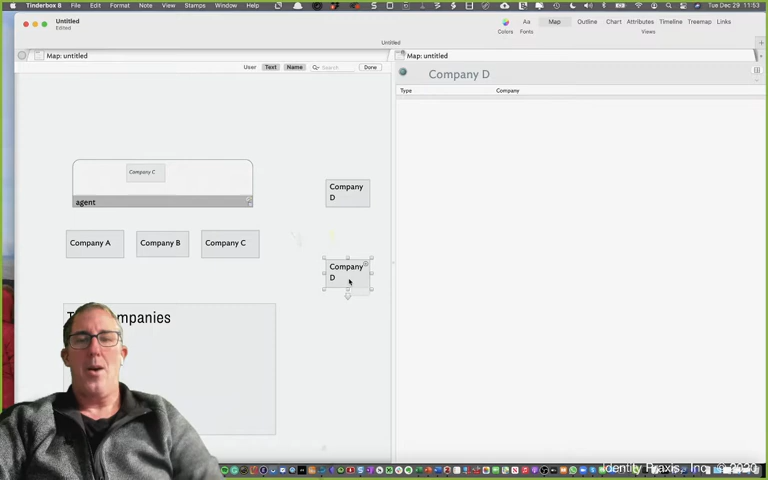 Tinderbox 8 File Edit Format View Stamps Window Help Tue Dec 29 11:53
Untitled
Edited
Colors Fonts
Map Outline Chart Attributes Timeline Treemap Links
Views
Untitled
Map: untitled
Map: untitled
User Text Name Search Done
Company D
Type Company
Company C
agent
Company
D
Company A Company B Company C
Company
D
mpanies
Identity Praxis, Inc. © 2020